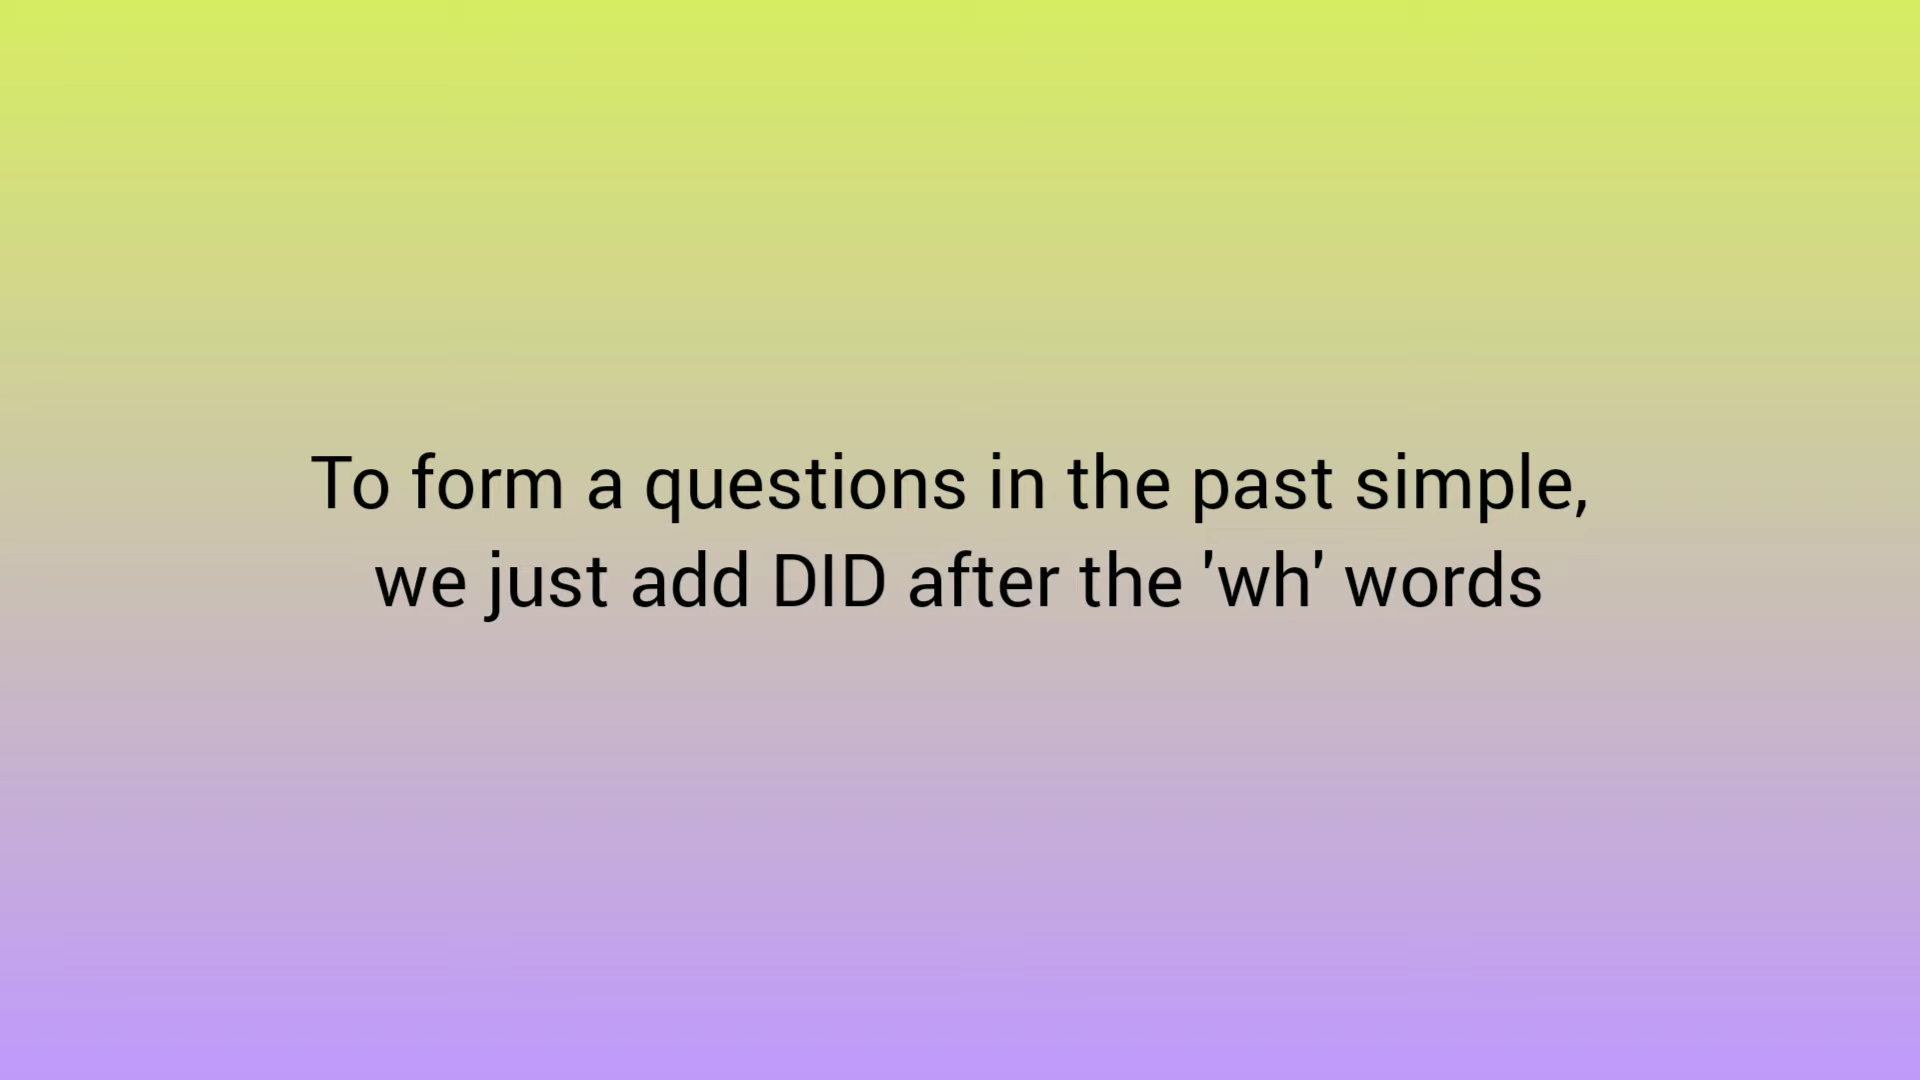 To form a questions in the past simple,
we just add DID after the 'wh' words